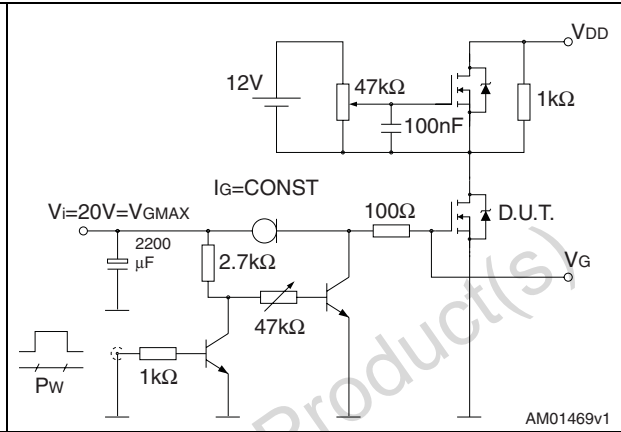 VDD
12V
47kΩ
1kΩ
100nF
IG=CONST
Vi=20V=VGMAX
100Ω
D.U.T.
2200
μF
2.7kΩ
VG
47kΩ
1kΩ
PW
Product(s)
AM01469v1